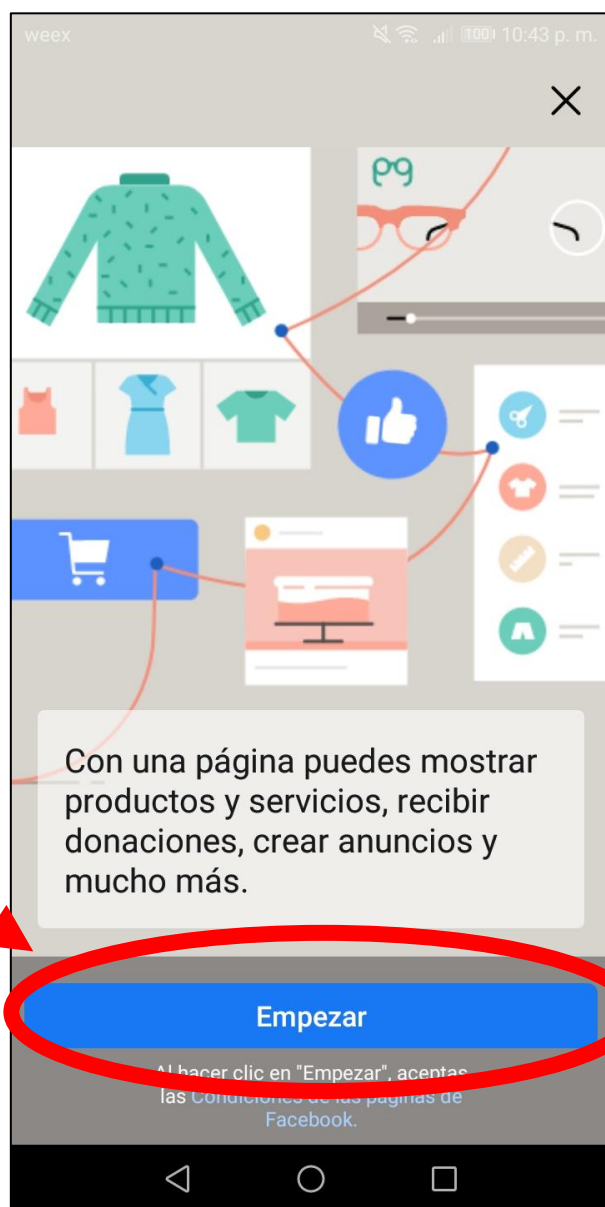 weex 100 10:43 p. m.
Con una página puedes mostrar
productos y servicios, recibir
donaciones, crear anuncios y
mucho más.
Empezar
Al hacer clic en "Empezar", aceptas
las Condiciones de las páginas de
Facebook.